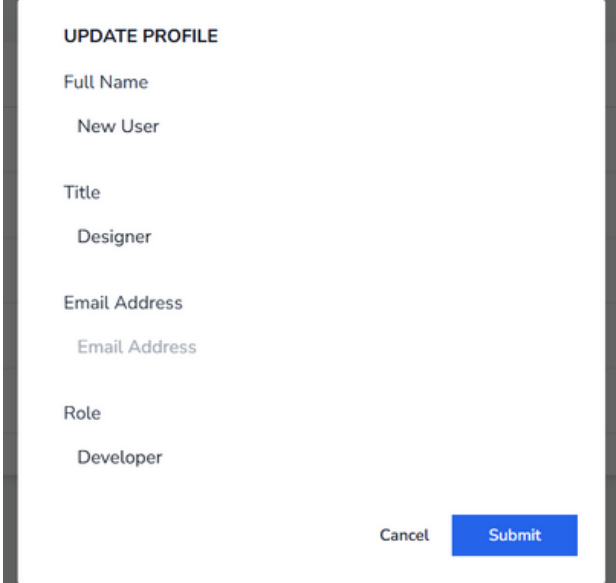 UPDATE PROFILE
Full Name
New User
Title
Designer
Email Address
Email Address
Role
Developer
Cancel Submit